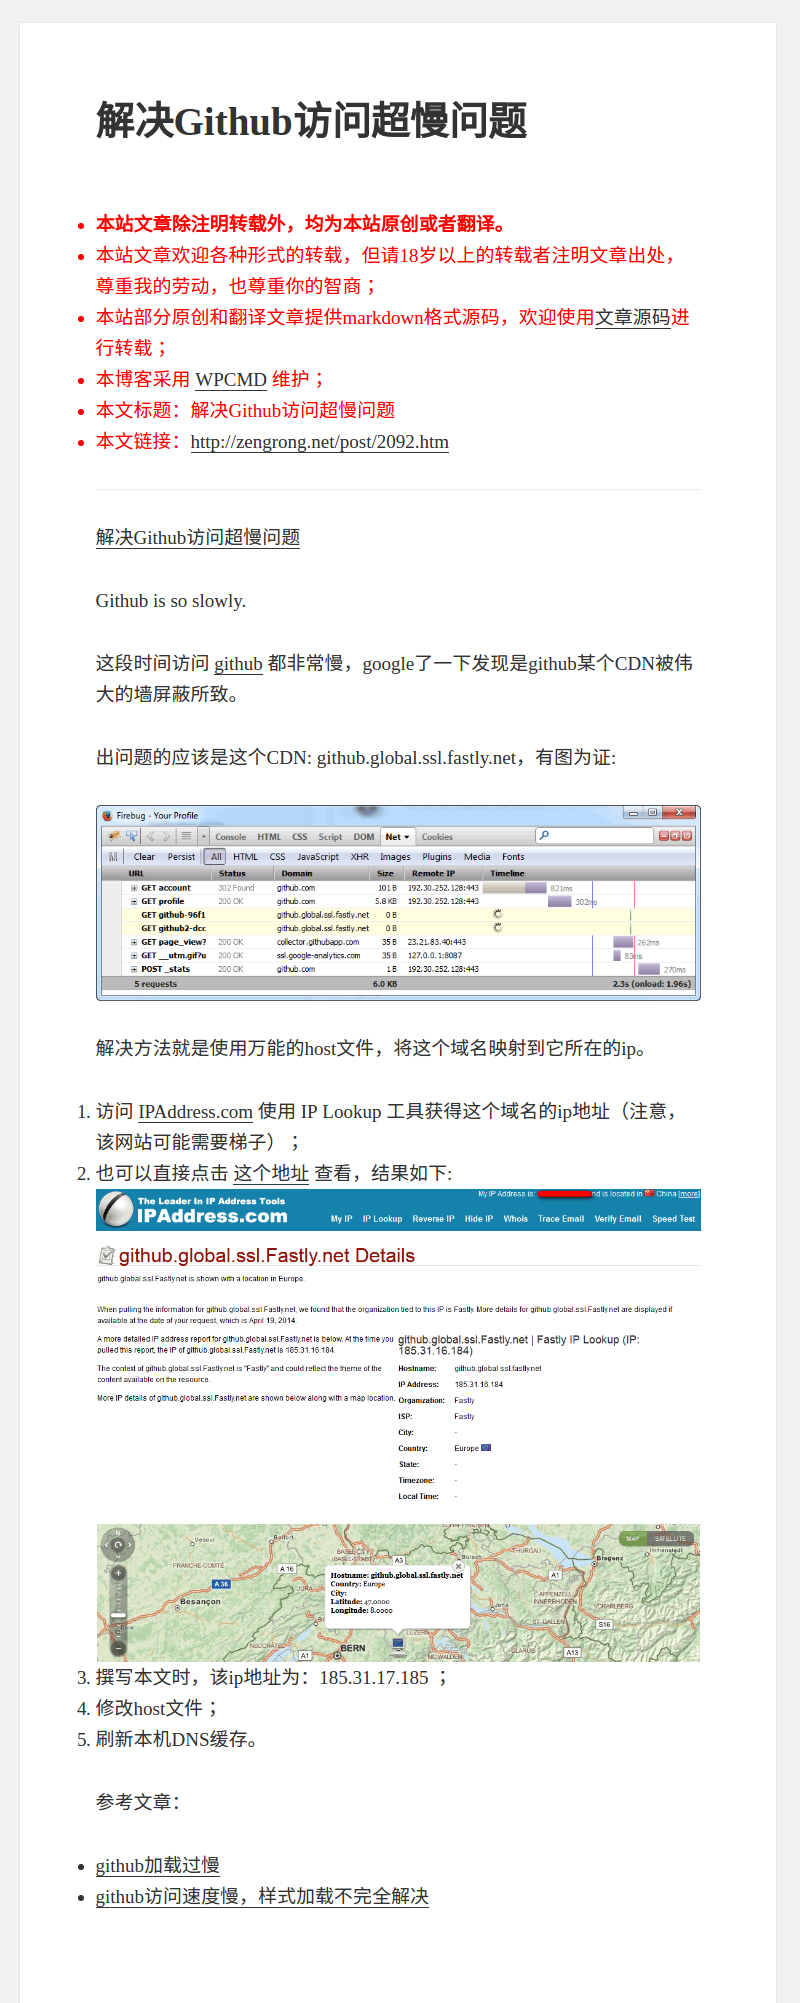 解决Github访问超慢问题
本站文章除注明转载外，均为本站原创或者翻译。
本站文章欢迎各种形式的转载，但请18岁以上的转载者注明文章出处，
尊重我的劳动，也尊重你的智商；
本站部分原创和翻译文章提供markdown格式源码，欢迎使用文章源码进
行转载；
本博客采用 WPCMD 维护；
本文标题：解决Github访问超慢问题
本文链接：http://zengrong.net/post/2092.htm
解决Github访问超慢问题
Github is so slowly.
这段时间访问 github 都非常慢，google了一下发现是github某个CDN被伟
大的墙屏蔽所致。
出问题的应该是这个CDN: github.global.ssl.fastly.net，有图为证:
Firebug - Your Profile
Console HTML CSS Script DOM Net Cookies
Clear Persist All HTML CSS JavaScript XHR Images Plugins Media Fonts
URL Status Domain Size Remote IP Timeline
GET account 302 Found github.com 101 B 192.30.252.128:443 821ms
GET profile 200 OK github.com 5.8 KB 192.30.252.128:443 302ms
GET github-96f1 github.global.ssl.fastly.net 0 B
GET github2-dcc github.global.ssl.fastly.net 0 B
GET page_view? 200 OK collector.githubapp.com 35 B 23.21.83.40:443 262ms
GET __utm.gif?u 200 OK ssl.google-analytics.com 35 B 127.0.0.1:8087 83ms
POST _stats 200 OK github.com 1 B 192.30.252.128:443 270ms
5 requests 6.0 KB 2.3s (onload: 1.96s)
解决方法就是使用万能的host文件，将这个域名映射到它所在的ip。
1. 访问 IPAddress.com 使用 IP Lookup 工具获得这个域名的ip地址（注意，
该网站可能需要梯子）；
2. 也可以直接点击 这个地址 查看，结果如下:
My IP Address is: nd is located in China [more]
The Leader In IP Address Tools
IPAddress.com
My IP IP Lookup Reverse IP Hide IP Whois Trace Email Verify Email Speed Test
github.global.ssl.Fastly.net Details
github.global.ssl.Fastly.net is shown with a location in Europe.
When pulling the information for github.global.ssl.Fastly.net, we found that the organization tied to this IP is Fastly. More details for github.global.ssl.Fastly.net are displayed if
available at the date of your request, which is April 19, 2014.
A more detailed IP address report for github.global.ssl.Fastly.net is below. At the time you
pulled this report, the IP of github.global.ssl.Fastly.net is 185.31.16.184.
The context of github.global.ssl.Fastly.net is "Fastly" and could reflect the theme of the
content available on the resource.
More IP details of github.global.ssl.Fastly.net are shown below along with a map location.
github.global.ssl.Fastly.net | Fastly IP Lookup (IP:
185.31.16.184)
Hostname: github.global.ssl.fastly.net
IP Address: 185.31.16.184
Organization: Fastly
ISP: Fastly
City: -
Country: Europe
State: -
Timezone: -
Local Time: -
MAP SATELLITE
N
Vesoul
Belfort
BASEL-CITY
(BASEL-STADT)
A3
Bülsch
THURGAU
Bregenz
Immenstadt
FRANCHE-COMTÉ
A 16
A 36
JURA
Besançon
A1
APPENZELL
INNERRHODEN
VORARLBERG
Jona
ST. GALLEN
S16
Hostname: github.global.ssl.fastly.net
Country: Europe
City:
Latitude: 47.0000
Longitude: 8.0000
NEUCHÂTEL
A1
BERN
LUZERN
NIDWALDEN
GLARUS
A13
3. 撰写本文时，该ip地址为：185.31.17.185 ；
4. 修改host文件；
5. 刷新本机DNS缓存。
参考文章：
github加载过慢
github访问速度慢，样式加载不完全解决